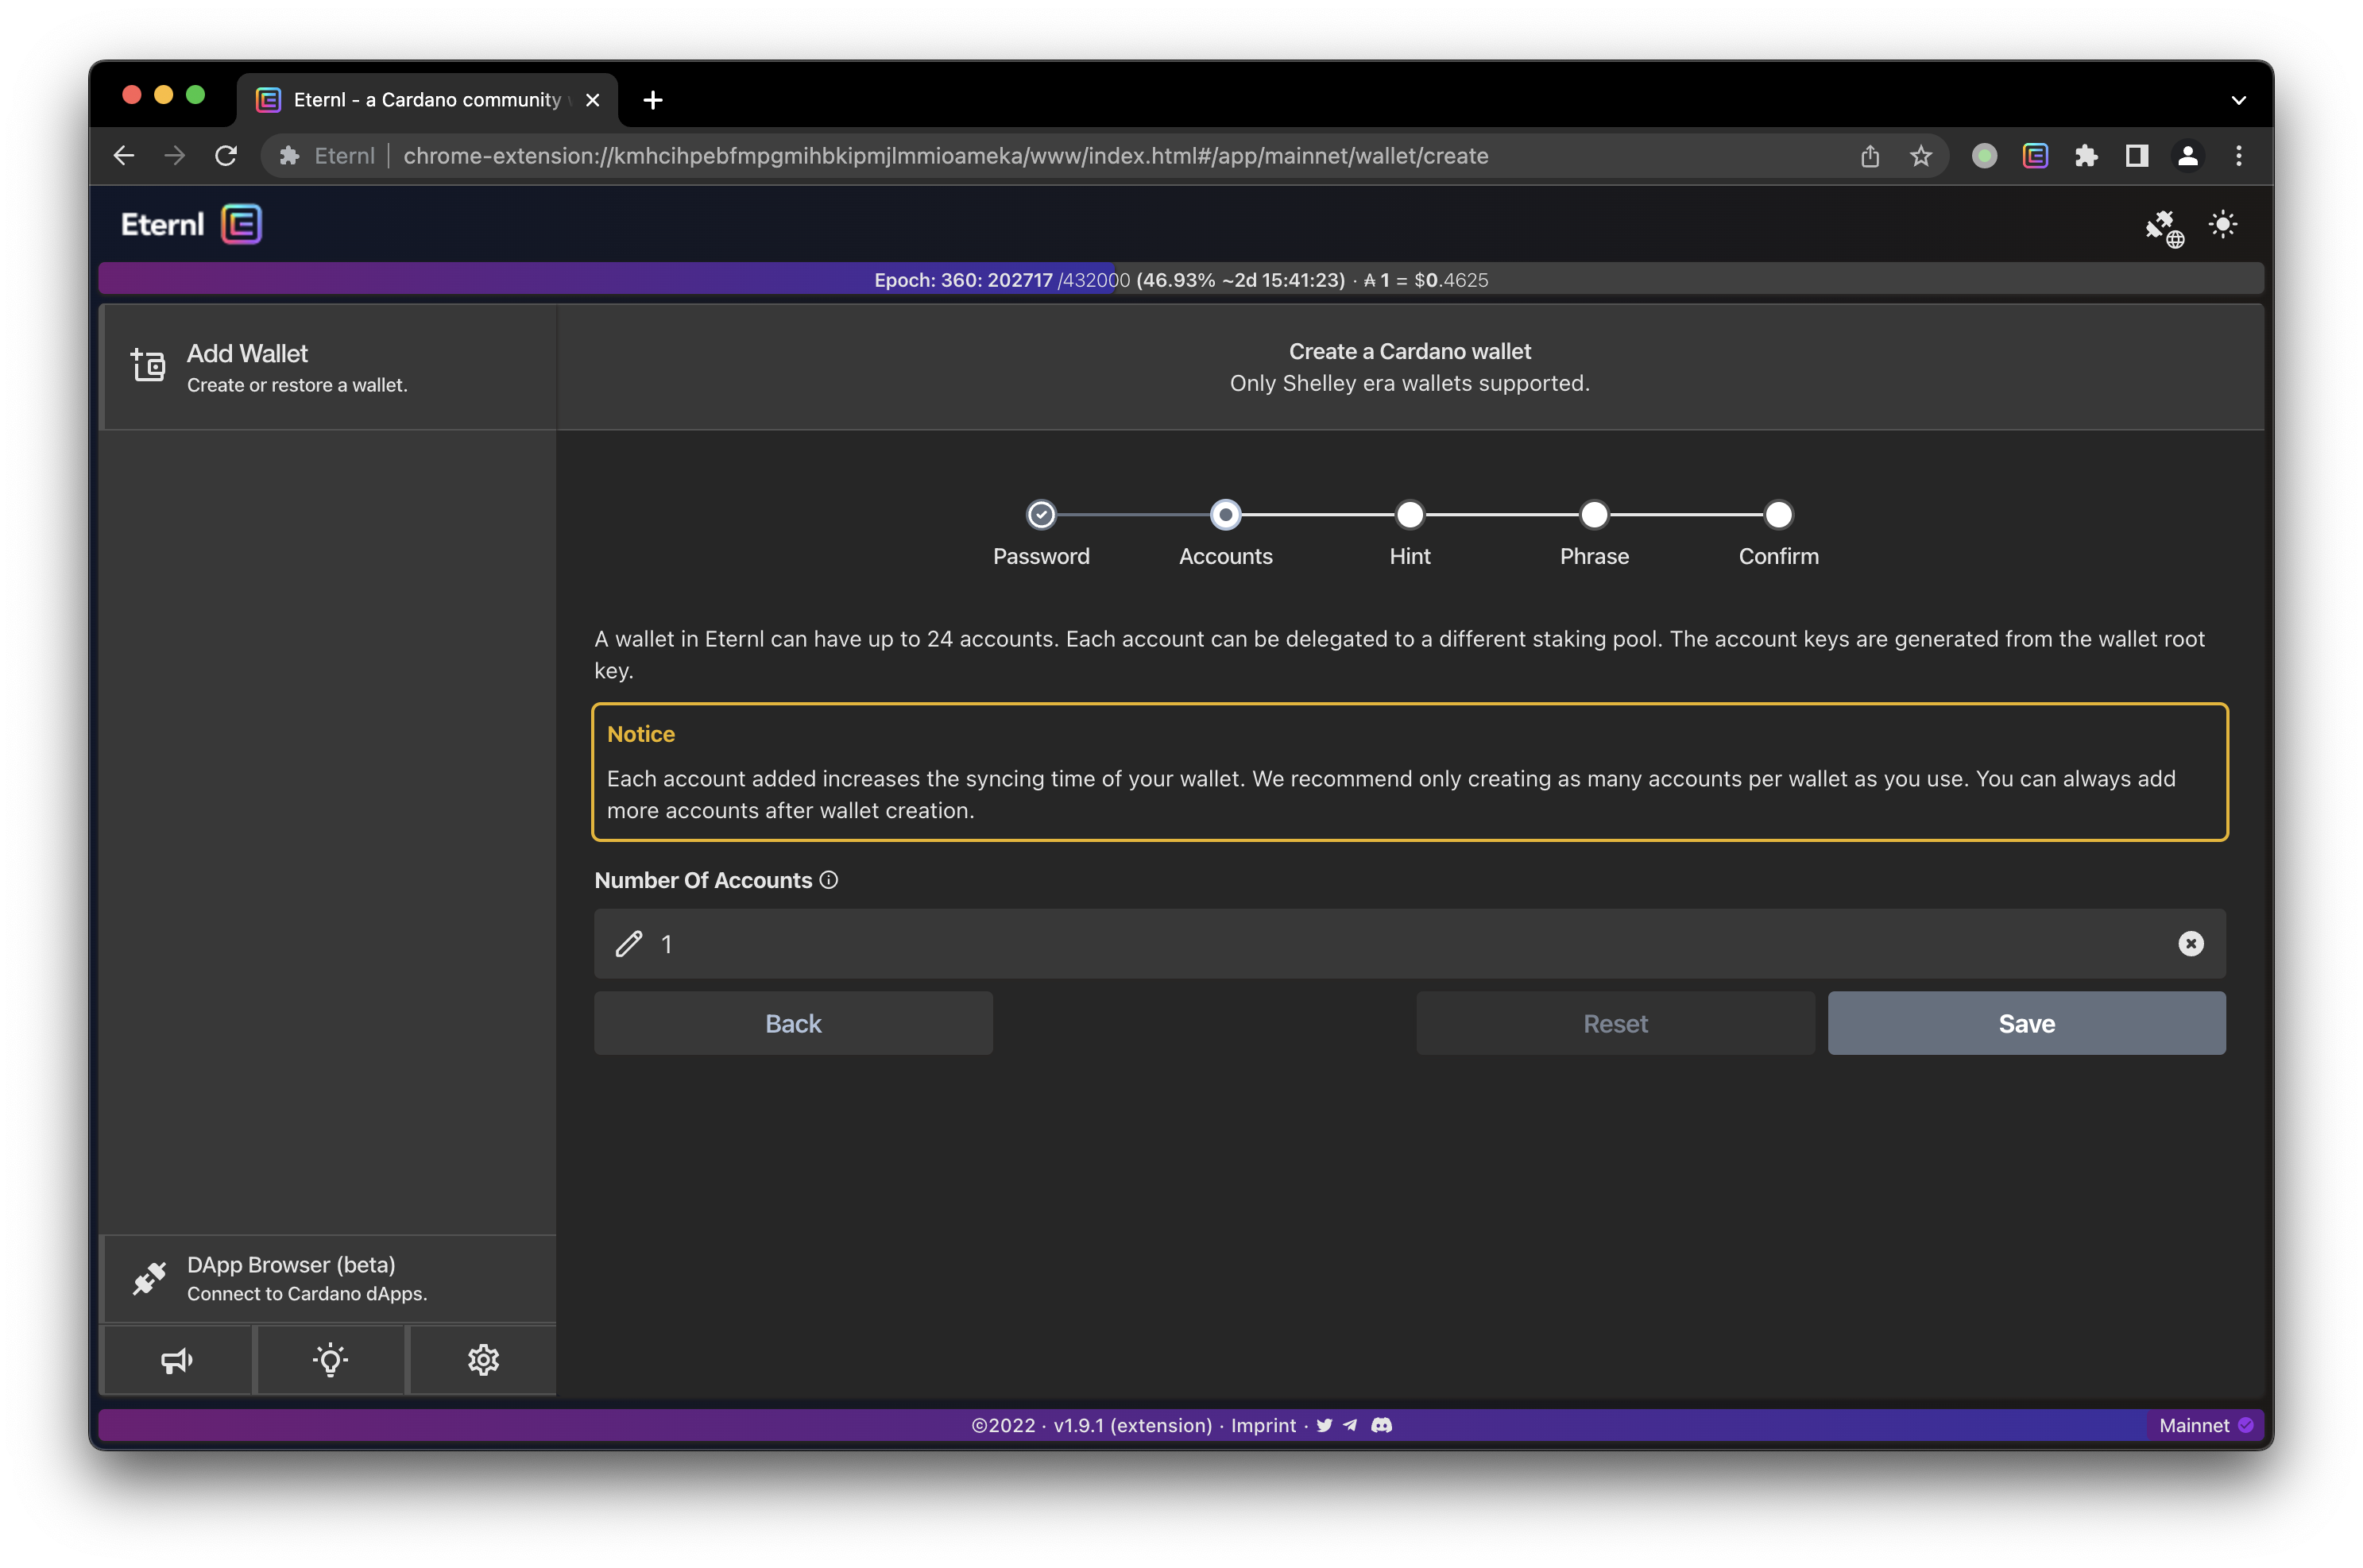 Eternl - a Cardano community
Eternl
chrome-extension://kmhcihpebfmpgmihbkipmjlmmioameka/www/index.html#/app/mainnet/wallet/create
Eternl
Epoch: 360: 202717 /432000 (46.93% ~2d 15:41:23) · ₳ 1 = $0.4625
Add Wallet
Create or restore a wallet.
Create a Cardano wallet
Only Shelley era wallets supported.
Password
Accounts
Hint
Phrase
Confirm
A wallet in Eternl can have up to 24 accounts. Each account can be delegated to a different staking pool. The account keys are generated from the wallet root
key.
Notice
Each account added increases the syncing time of your wallet. We recommend only creating as many accounts per wallet as you use. You can always add
more accounts after wallet creation.
Number Of Accounts
1
Back
Reset
Save
DApp Browser (beta)
Connect to Cardano dApps.
©2022 · v1.9.1 (extension) · Imprint ·
Mainnet